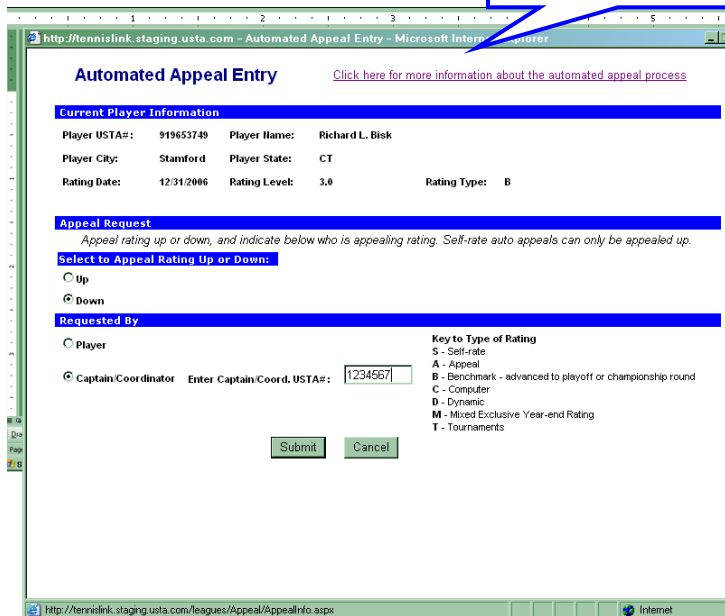 1 2 3 5
http://tennislink.staging.usta.com - Automated Appeal Entry - Microsoft Internet Explorer
Automated Appeal Entry
Click here for more information about the automated appeal process
Current Player Information
Player USTA#: 919653749 Player Name: Richard L. Bisk
Player City: Stamford Player State: CT
Rating Date: 12/31/2006 Rating Level: 3.0 Rating Type: B
Appeal Request
Appeal rating up or down, and indicate below who is appealing rating. Self-rate auto appeals can only be appealed up.
Select to Appeal Rating Up or Down:
Up
Down
Requested By
Player
Captain/Coordinator Enter Captain/Coord. USTA#: 1234567
Key to Type of Rating
S - Self-rate
A - Appeal
B - Benchmark - advanced to playoff or championship round
C - Computer
D - Dynamic
M - Mixed Exclusive Year-end Rating
T - Tournaments
Submit Cancel
http://tennislink.staging.usta.com/leagues/Appeal/AppealInfo.aspx Internet